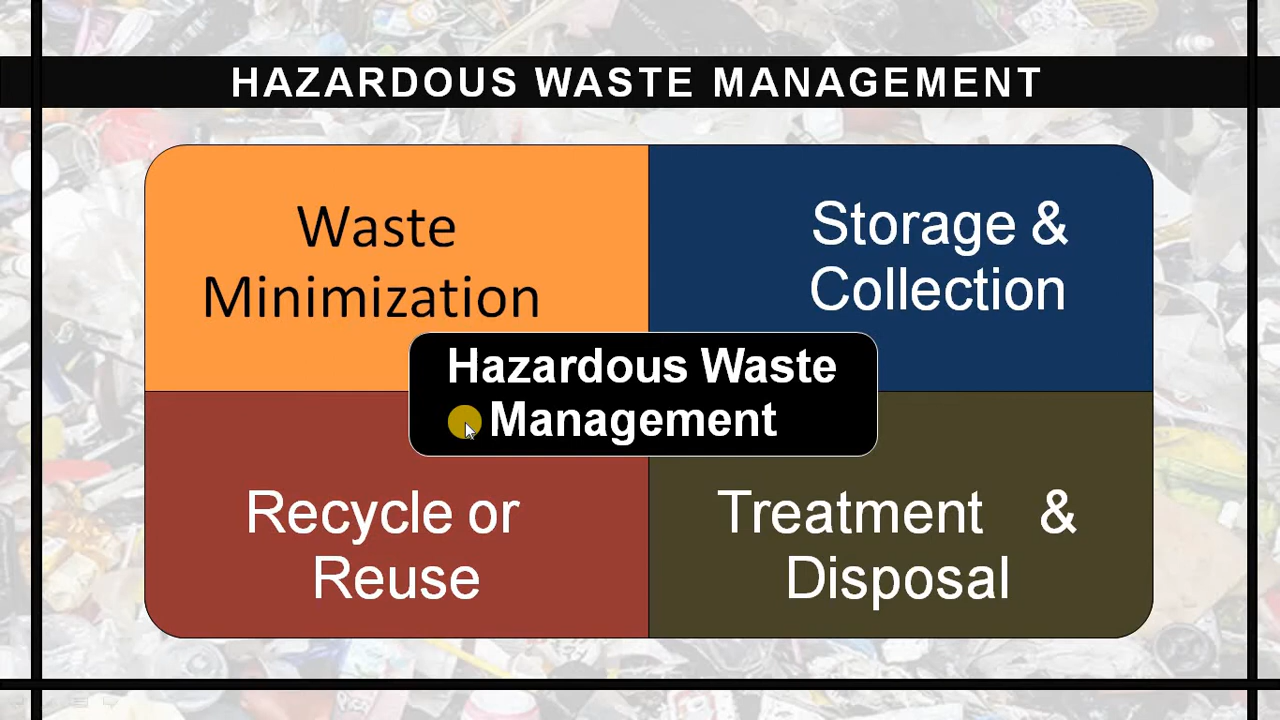 HAZARDOUS WASTE MANAGEMENT
Waste
Minimization
Storage &
Collection
Hazardous Waste
Management
Recycle or
Reuse
Treatment &
Disposal